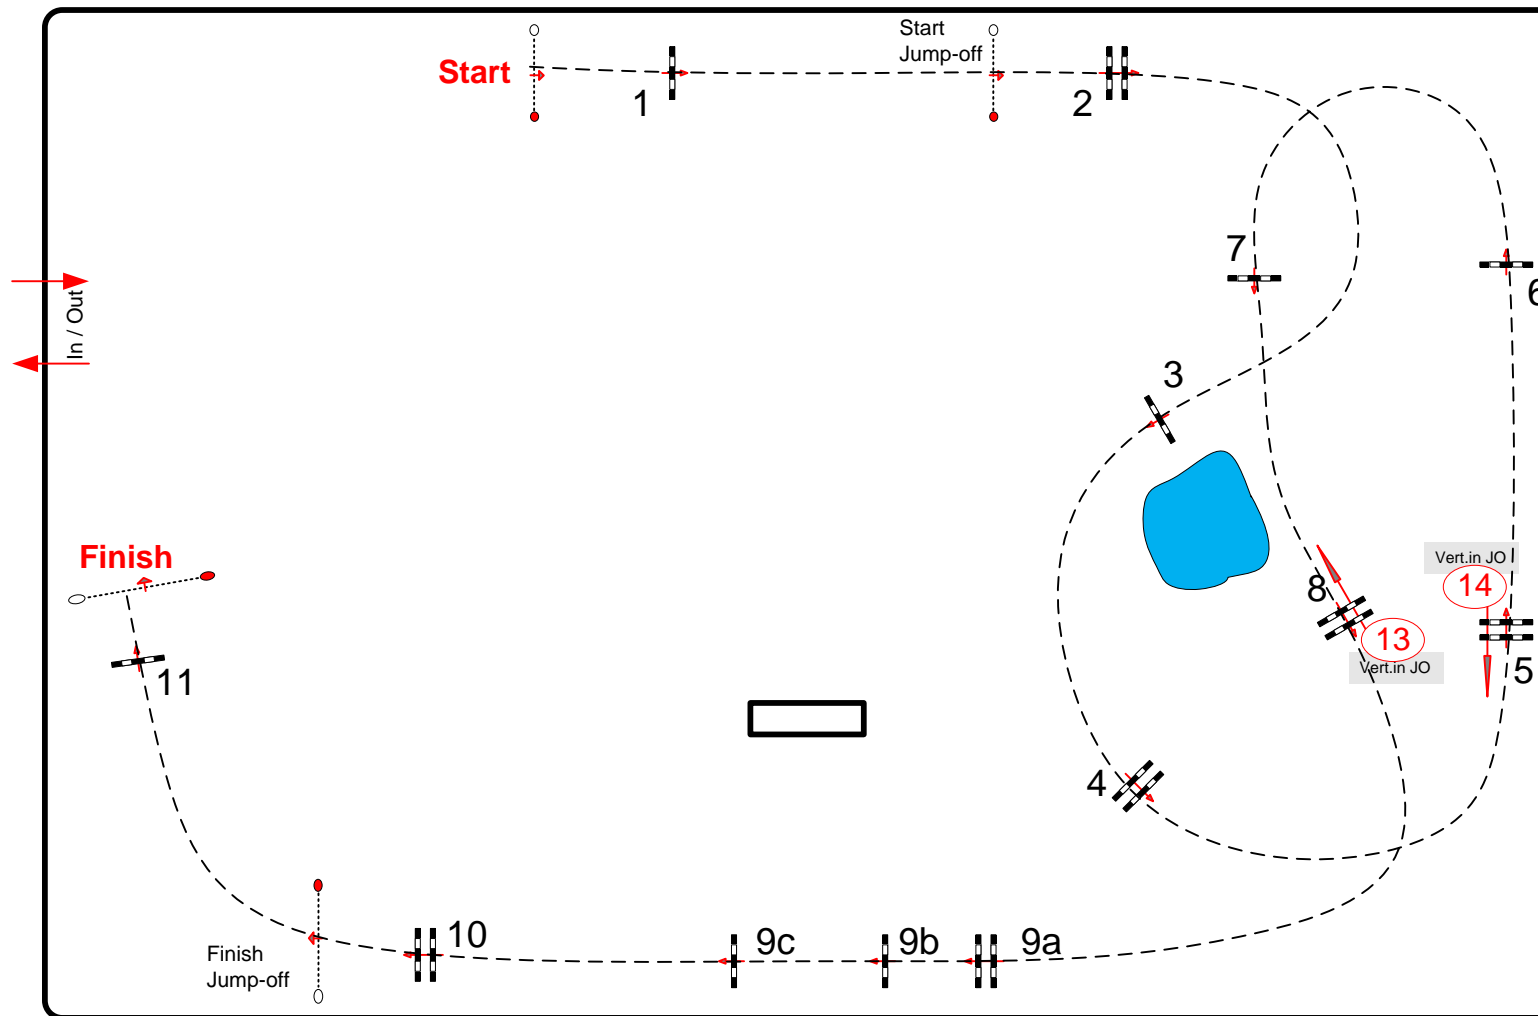 Start
Jump-off
Start
1
2
7
6
In / Out
3
Finish
Vert.in JO
14
8
13
Vert.in JO
5
11
4
10
9c
9b
9a
Finish
Jump-off